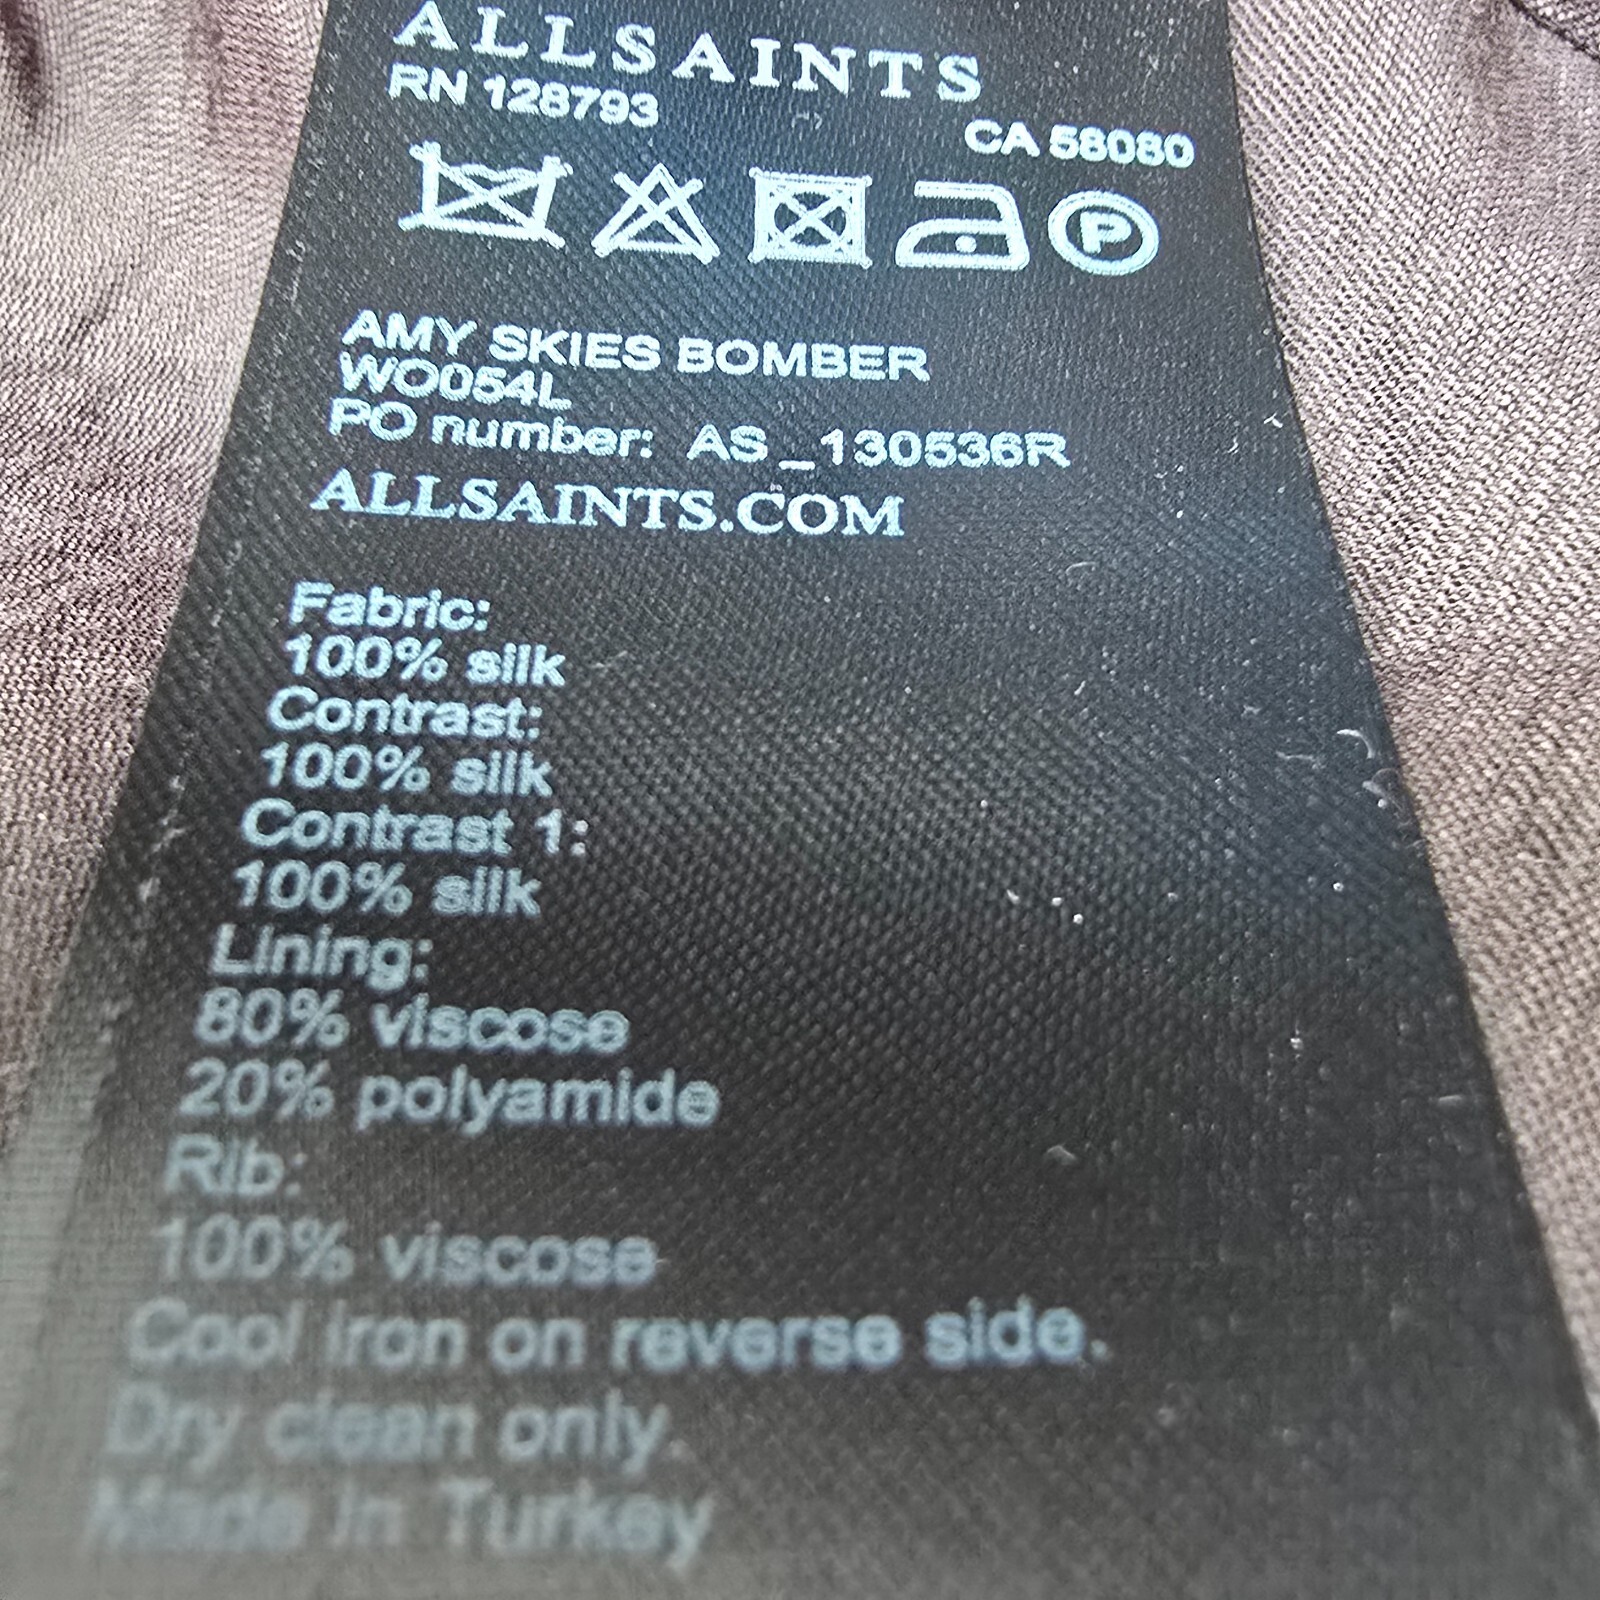 ALLSAINTS
RN 128793
CA 58080
P
AMY SKIES BOMBER
WO054L
PO number: AS_130536R
ALLSAINTS.COM
Fabric:
100% silk
Contrast:
100% silk
Contrast 1:
100% silk
Lining:
80% viscose
20% polyamide
Rib:
100% viscose
Cool iron on reverse side.
Dry clean only.
Made in Turkey